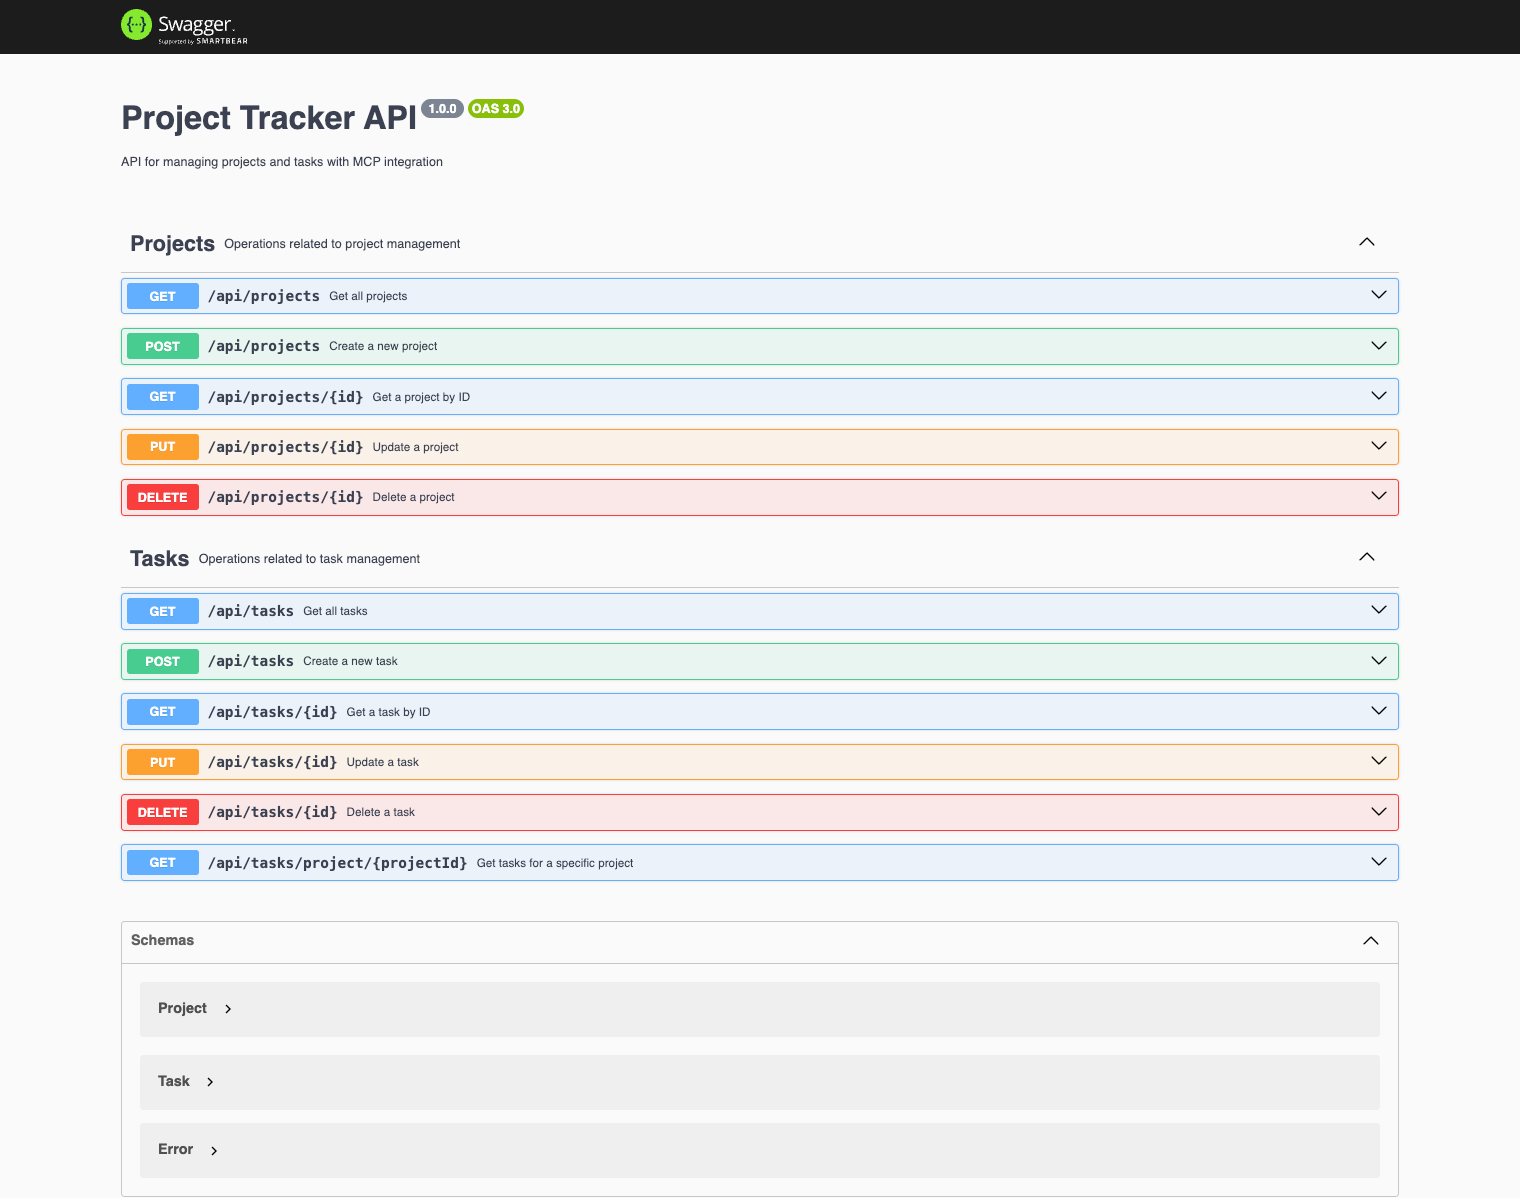 {···} Swagger.
Supported by SMARTBEAR
Project Tracker API 1.0.0 OAS 3.0
API for managing projects and tasks with MCP integration
Projects Operations related to project management
GET /api/projects Get all projects
POST /api/projects Create a new project
GET /api/projects/{id} Get a project by ID
PUT /api/projects/{id} Update a project
DELETE /api/projects/{id} Delete a project
Tasks Operations related to task management
GET /api/tasks Get all tasks
POST /api/tasks Create a new task
GET /api/tasks/{id} Get a task by ID
PUT /api/tasks/{id} Update a task
DELETE /api/tasks/{id} Delete a task
GET /api/tasks/project/{projectId} Get tasks for a specific project
Schemas
Project
Task
Error